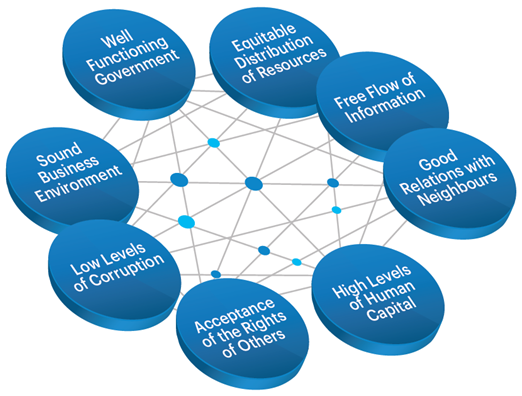 Well
Functioning
Government
Equitable
Distribution
of Resources
Free Flow of
Information
Good
Relations with
Neighbours
High Levels
of Human
Capital
Acceptance
of the Rights
of Others
Low Levels
of Corruption
Sound
Business
Environment